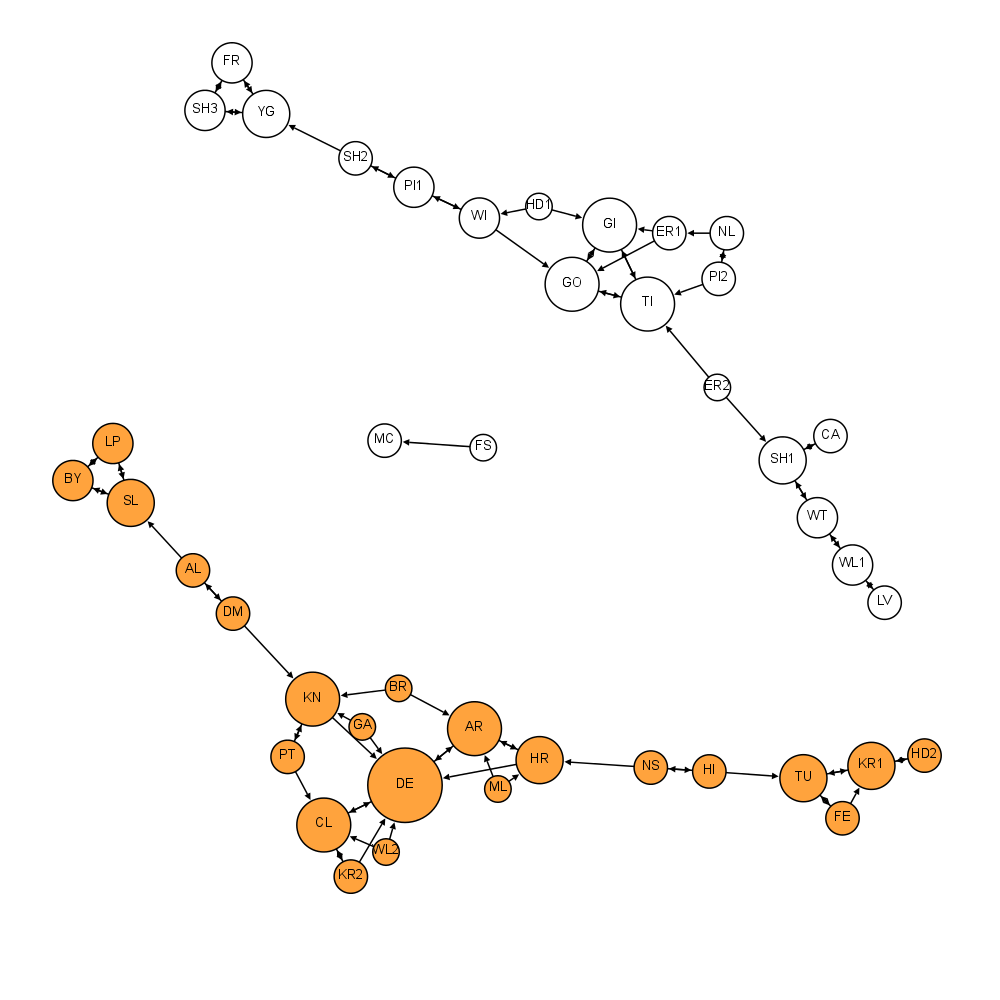 FR
SH3
YG
SH2
PI1
WI
HD1
GI
ER1
NL
GO
PI2
TI
ER2
CA
SH1
MC
FS
LP
BY
SL
WT
WL1
LV
AL
DM
KN
BR
GA
AR
PT
HR
DE
ML
NS
HI
TU
KR1
HD2
FE
CL
WL2
KR2